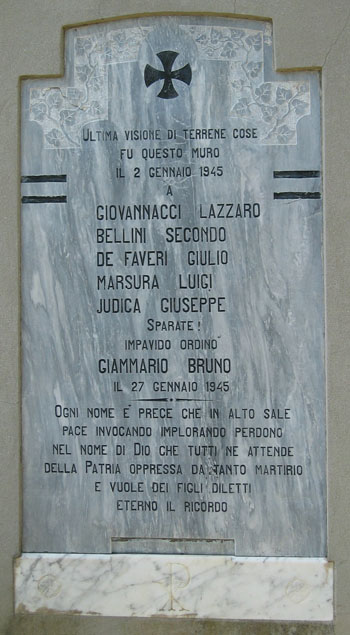 ULTIMA VISIONE DI TERRENE COSE
FU QUESTO MURO
IL 2 GENNAIO 1945
A
GIOVANNACCI LAZZARO
BELLINI SECONDO
DE FAVERI GIULIO
MARSURA LUIGI
JUDICA GIUSEPPE
SPARATE!
IMPAVIDO ORDINÒ
GIAMMARIO BRUNO
IL 27 GENNAIO 1945
OGNI NOME È PRECE CHE IN ALTO SALE
PACE INVOCANDO IMPLORANDO PERDONO
NEL NOME DI DIO CHE TUTTI NE ATTENDE
DELLA PATRIA OPPRESSA DA TANTO MARTIRIO
E VUOLE DEI FIGLI DILETTI
ETERNO IL RICORDO